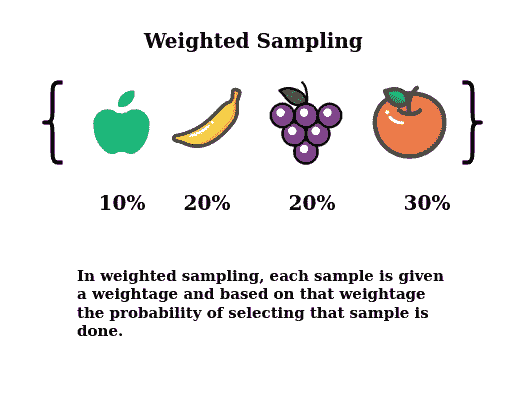 Weighted Sampling
10% 20% 20% 30%
In weighted sampling, each sample is given
a weightage and based on that weightage
the probability of selecting that sample is
done.